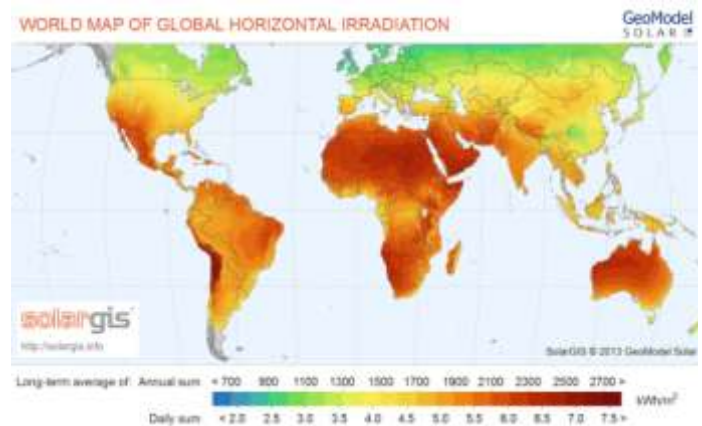 WORLD MAP OF GLOBAL HORIZONTAL IRRADIATION
GeoModel
SOLAR
solargis
http://solargis.info
SolarGIS © 2013 GeoModel Solar
Long-term average of: Annual sum < 700 900 1100 1300 1500 1700 1900 2100 2300 2500 2700 > kWh/m²
Daily sum < 2.0 2.5 3.0 3.5 4.0 4.5 5.0 5.5 6.0 6.5 7.0 7.5 >